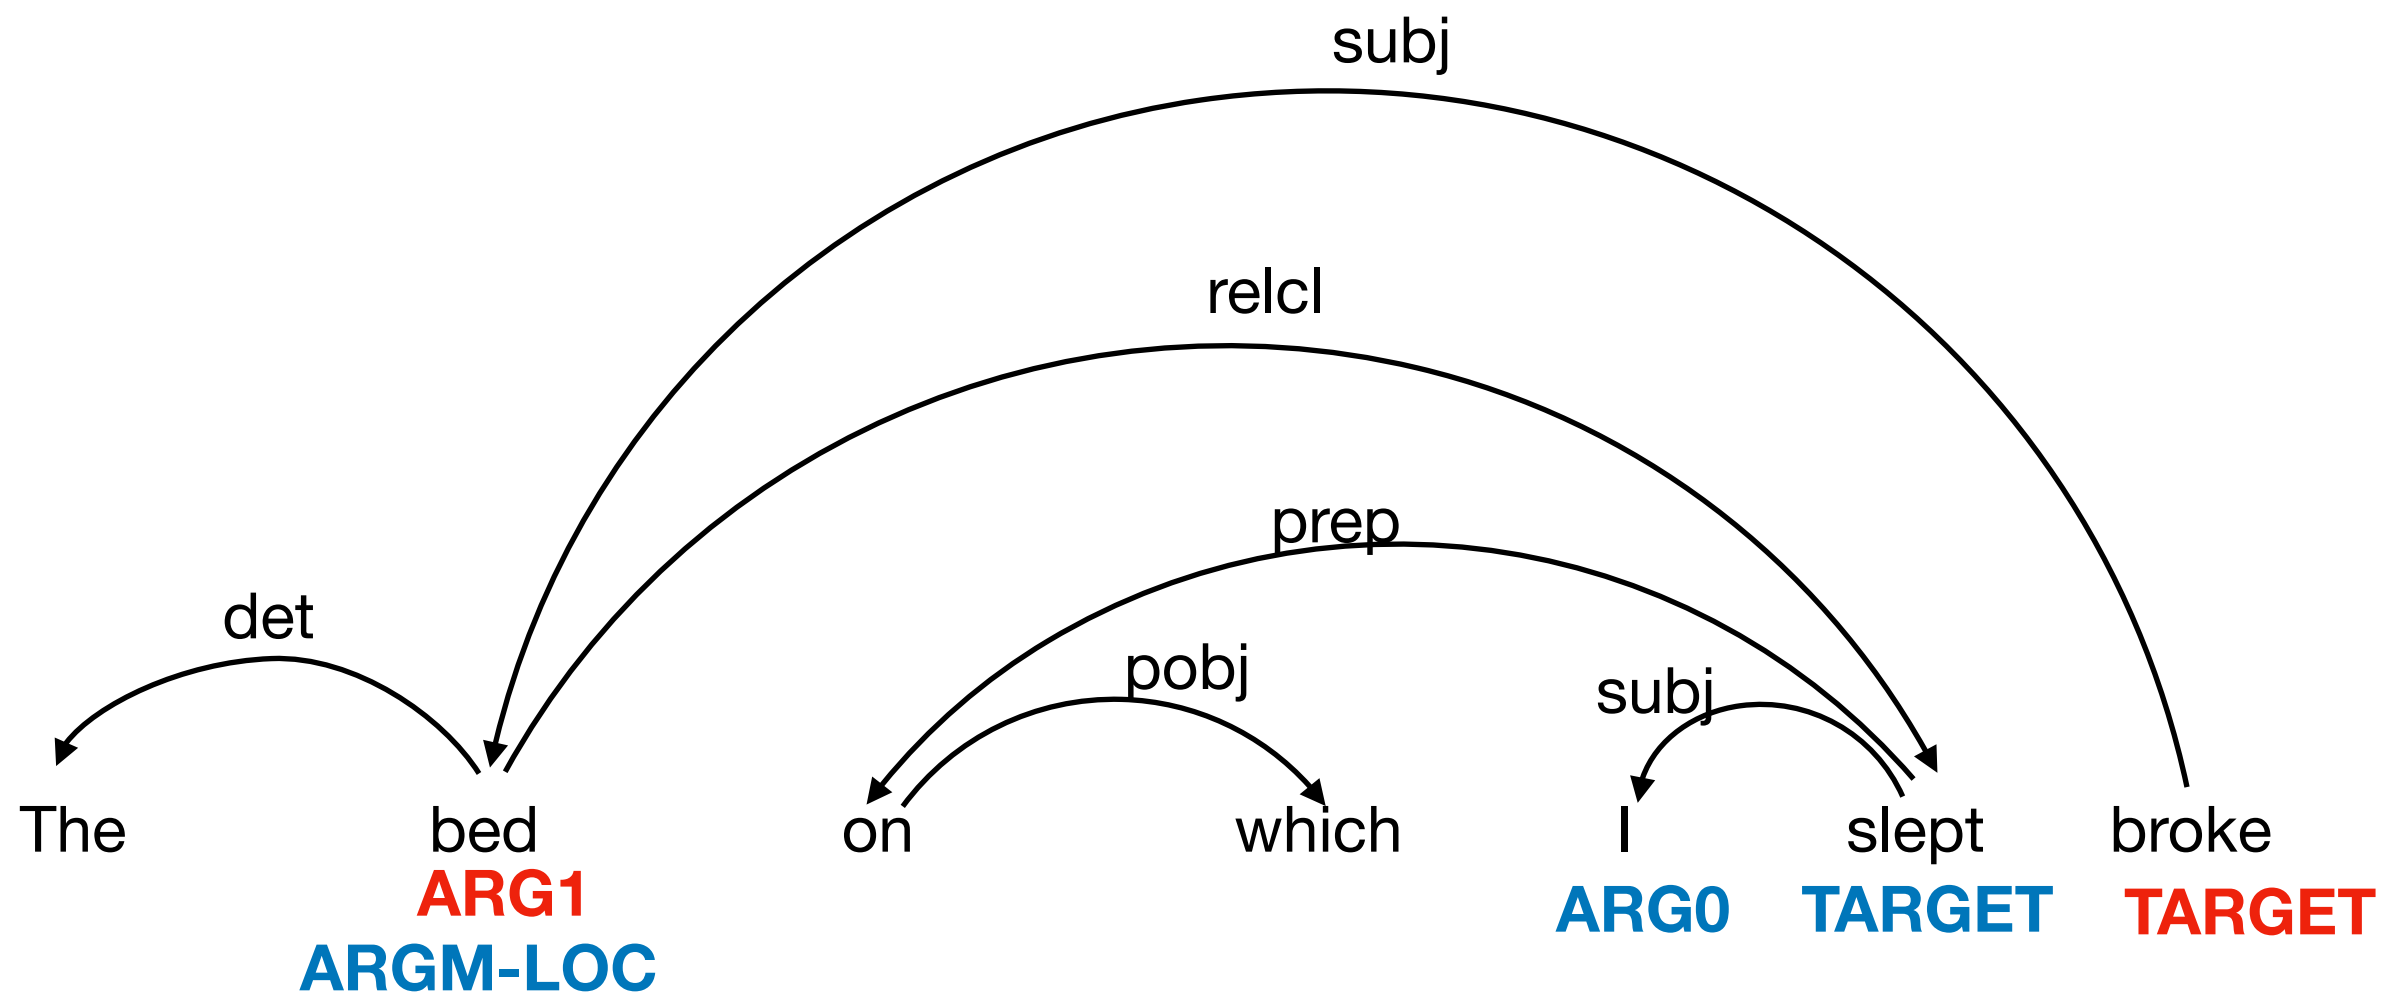 subj
relcl
prep
det
pobj
subj
The bed on which I slept broke
ARG1
ARG0 TARGET TARGET
ARGM-LOC